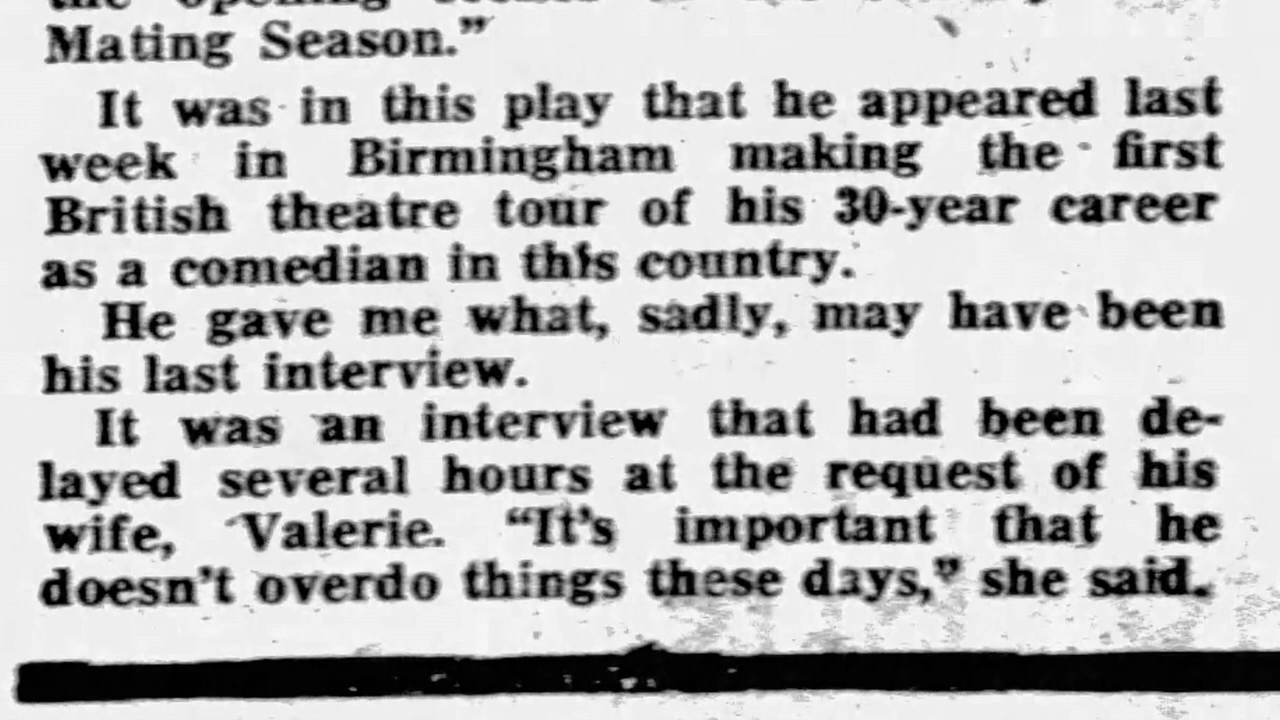 the opening
Mating Season."
It was in this play that he appeared last
week in Birmingham making the first
British theatre tour of his 30-year career
as a comedian in this country.
He gave me what, sadly, may have been
his last interview.
It was an interview that had been de-
layed several hours at the request of his
wife, Valerie. "It's important that he
doesn't overdo things these days," she said.